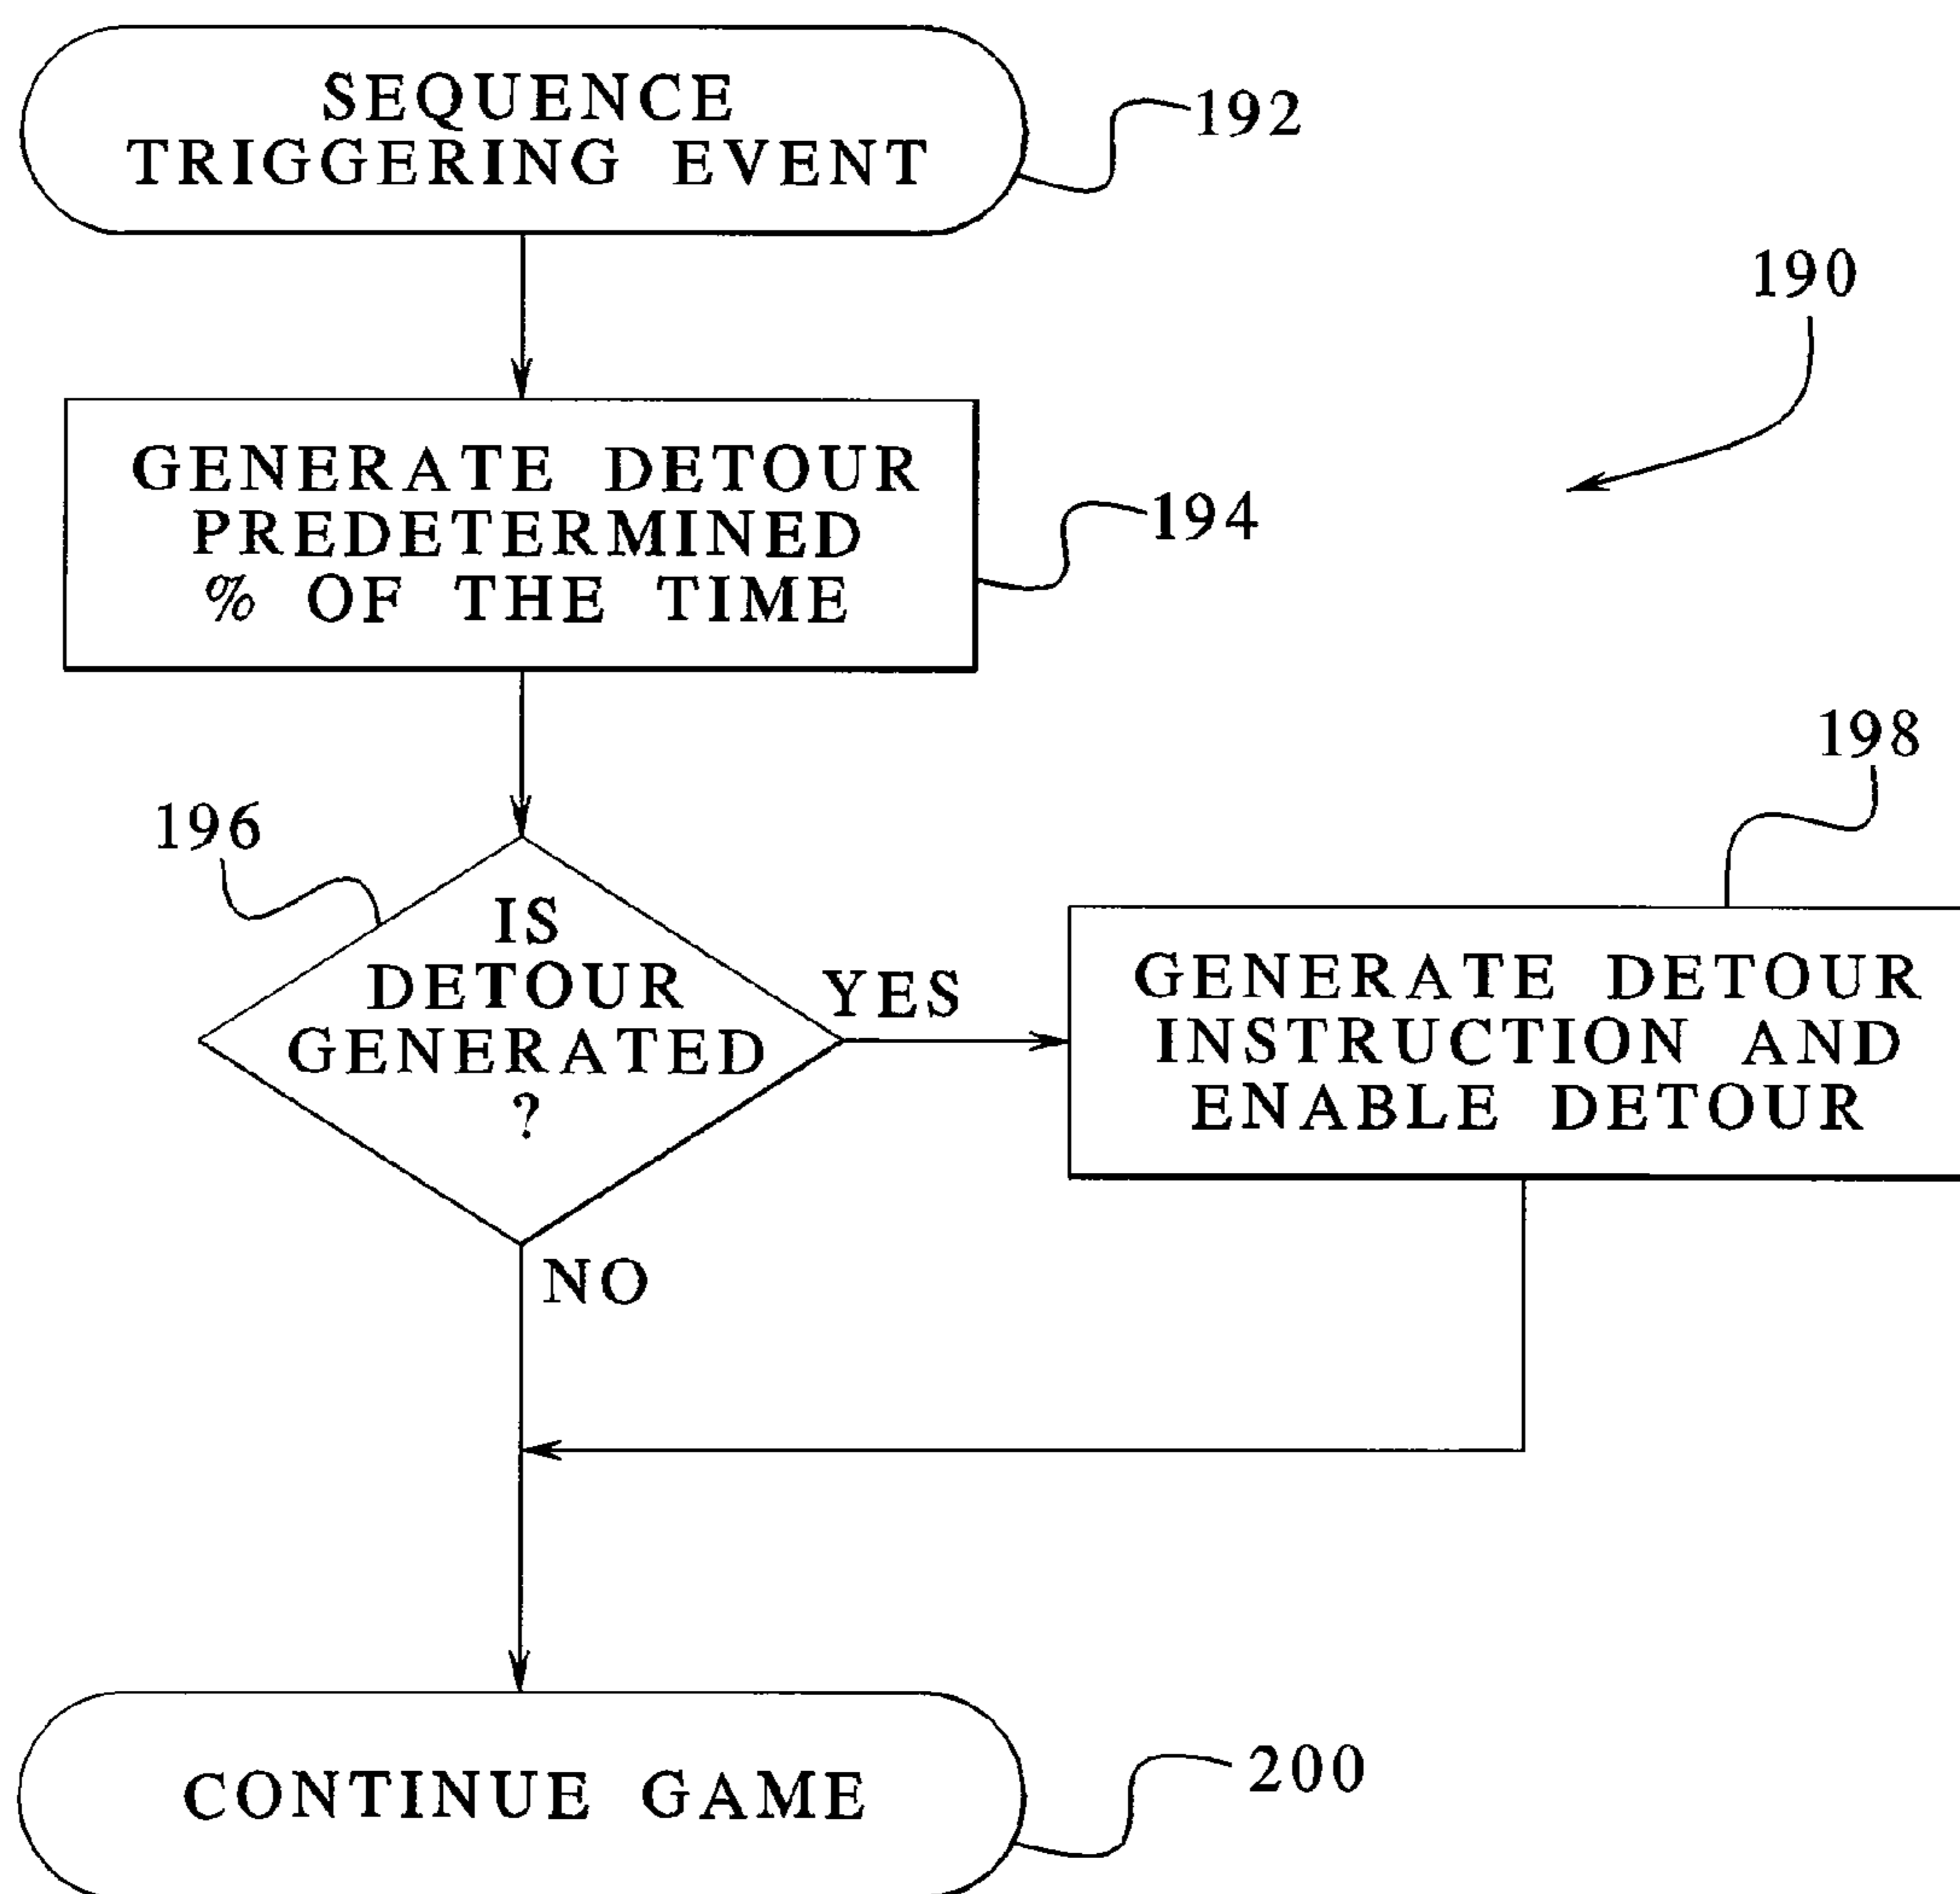 SEQUENCE
TRIGGERING EVENT
192
190
GENERATE DETOUR
PREDETERMINED
% OF THE TIME
194
198
196
IS
DETOUR
GENERATED
?
YES
GENERATE DETOUR
INSTRUCTION AND
ENABLE DETOUR
NO
CONTINUE GAME
200